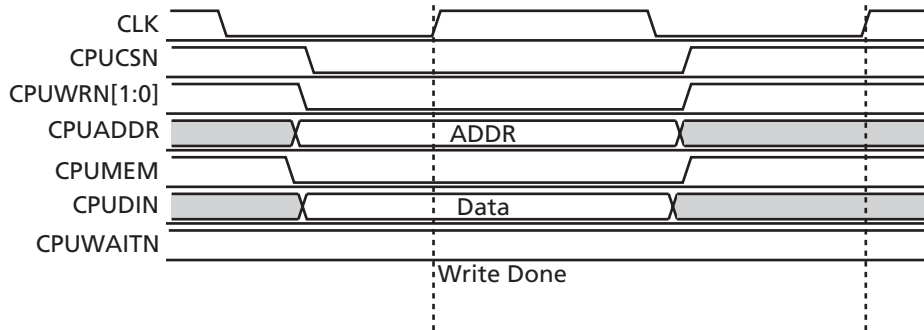 CLK
CPUCSN
CPUWRN[1:0]
CPUADDR ADDR
CPUMEM
CPUDIN Data
CPUWAITN
Write Done